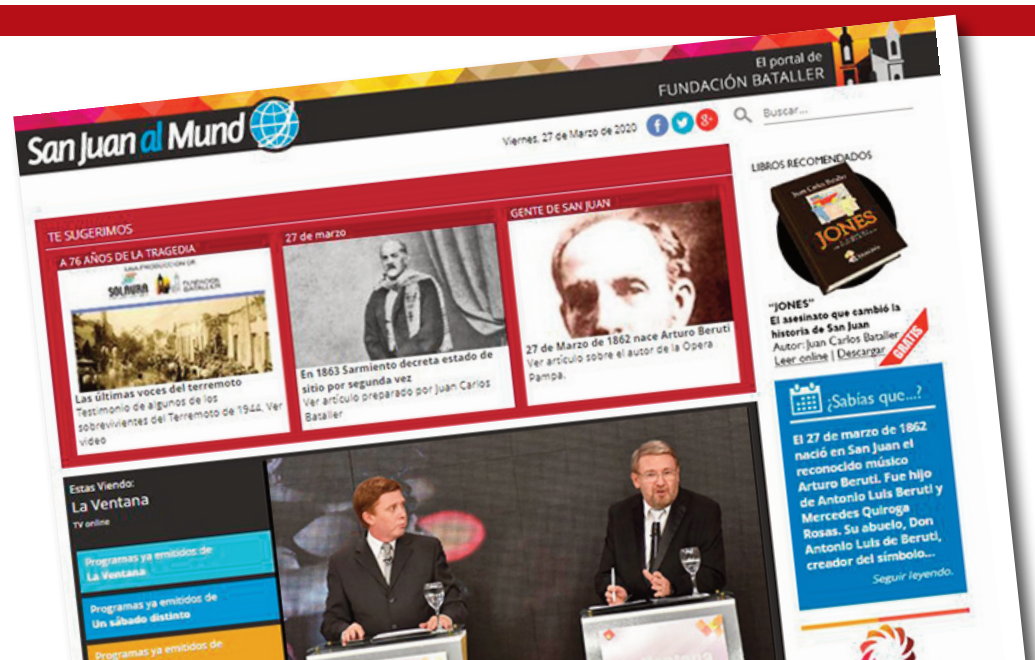 El portal de
FUNDACIÓN BATALLER
San Juan al Mund
Viernes, 27 de Marzo de 2020
Buscar...
TE SUGERIMOS
A 76 AÑOS DE LA TRAGEDIA
UNA PRODUCCION DE
FUNDACION
BATALLER
Las últimas voces del terremoto
Testimonio de algunos de los
sobrevivientes del Terremoto de 1944. Ver
video
27 de marzo
En 1863 Sarmiento decreta estado de
sitio por segunda vez
Ver artículo preparado por Juan Carlos
Bataller
GENTE DE SAN JUAN
27 de Marzo de 1862 nace Arturo Beruti
Ver artículo sobre el autor de la Opera
Pampa.
LIBROS RECOMENDADOS
Juan Carlos Bataller
JONES
"JONES"
El asesinato que cambió la
historia de San Juan
Autor: Juan Carlos Bataller
Leer online | Descargar
GRATIS
¿Sabías que...?
El 27 de marzo de 1862
nació en San Juan el
reconocido músico
Arturo Beruti. Fue hijo
de Antonio Luis Beruti y
Mercedes Quiroga
Rosas. Su abuelo, Don
Antonio Luis de Beruti,
creador del símbolo...
Seguir leyendo.
Estas Viendo:
La Ventana
TV online
Programas ya emitidos de
La Ventana
Programas ya emitidos de
Un sábado distinto
Programas ya emitidos de